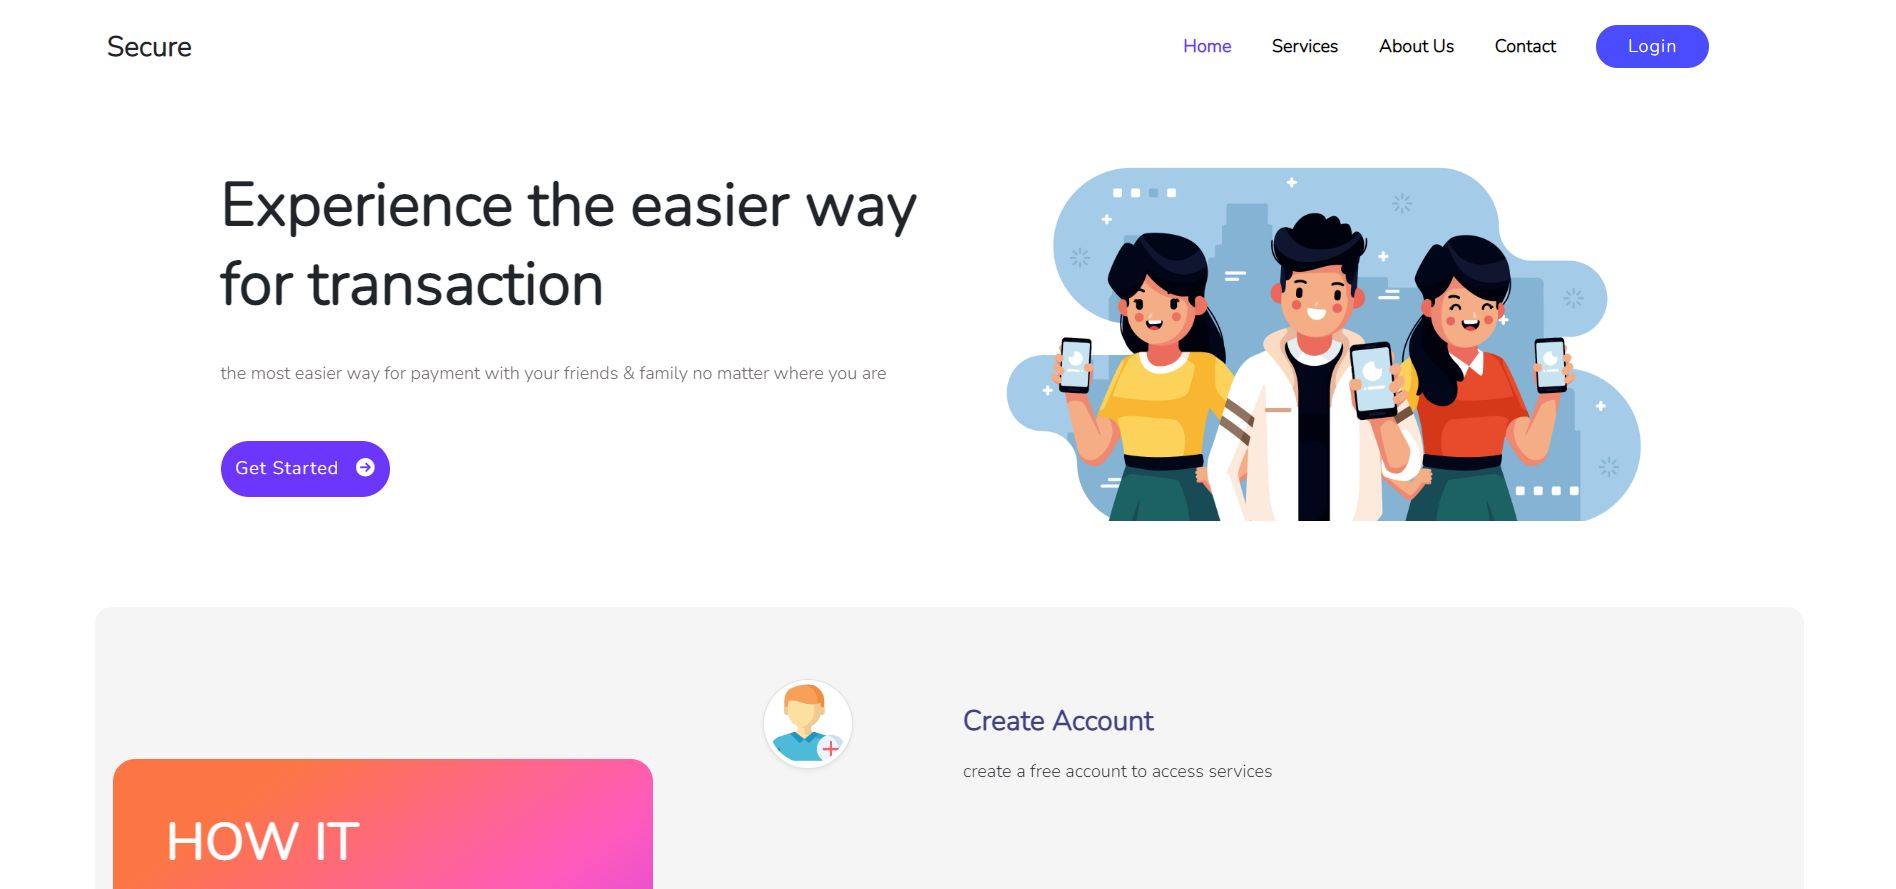 Secure
Home Services About Us Contact Login
Experience the easier way
for transaction
the most easier way for payment with your friends & family no matter where you are
Get Started
Create Account
create a free account to access services
HOW IT